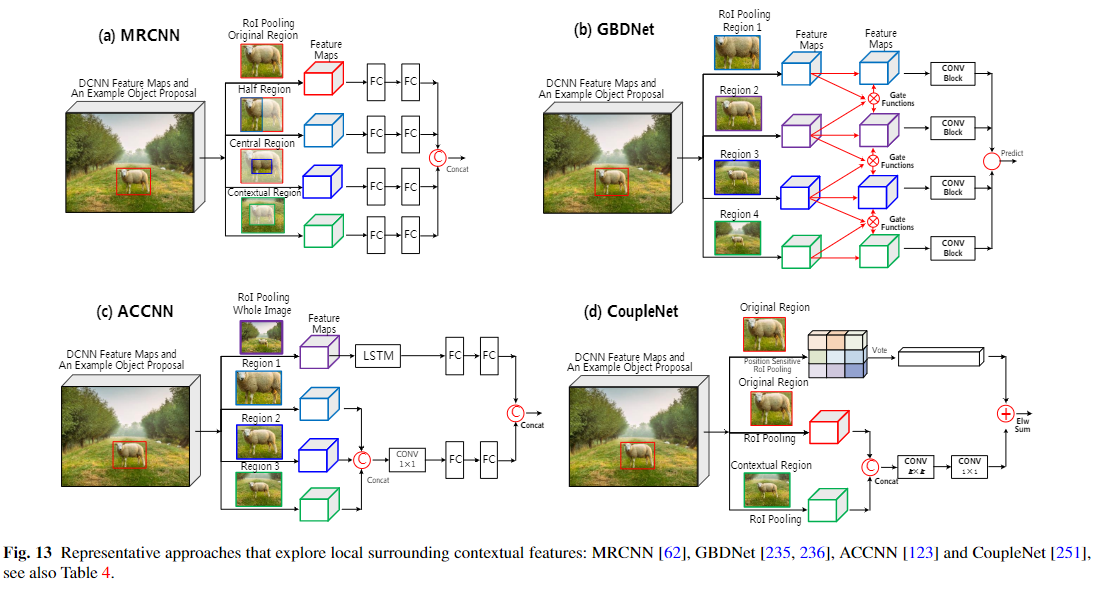 (a) MRCNN
RoI Pooling
Original Region
Feature
Maps
DCNN Feature Maps and
An Example Object Proposal
Half Region
Central Region
Contextual Region
FC
FC
FC
FC
FC
FC
FC
FC
C
Concat
(b) GBDNet
RoI Pooling
Region 1
Feature
Maps
Feature
Maps
DCNN Feature Maps and
An Example Object Proposal
Region 2
Region 3
Region 4
Gate
Functions
Gate
Functions
Gate
Functions
CONV
Block
CONV
Block
CONV
Block
CONV
Block
Predict
(c) ACCNN
RoI Pooling
Whole Image
Feature
Maps
DCNN Feature Maps and
An Example Object Proposal
Region 1
Region 2
Region 3
LSTM
FC
FC
C
Concat
CONV
1×1
FC
FC
C
Concat
(d) CoupleNet
Original Region
DCNN Feature Maps and
An Example Object Proposal
Position Sensitive
RoI Pooling
Vote
Original Region
RoI Pooling
Contextual Region
RoI Pooling
C
Concat
CONV
CONV
1×1
+
Elw
Sum
Fig. 13 Representative approaches that explore local surrounding contextual features: MRCNN [62], GBDNet [235, 236], ACCNN [123] and CoupleNet [251],
see also Table 4.